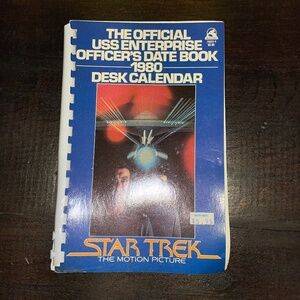 THE OFFICIAL
USS ENTERPRISE
OFFICER'S DATE BOOK
1980
DESK CALENDAR
STAR TREK
THE MOTION PICTURE